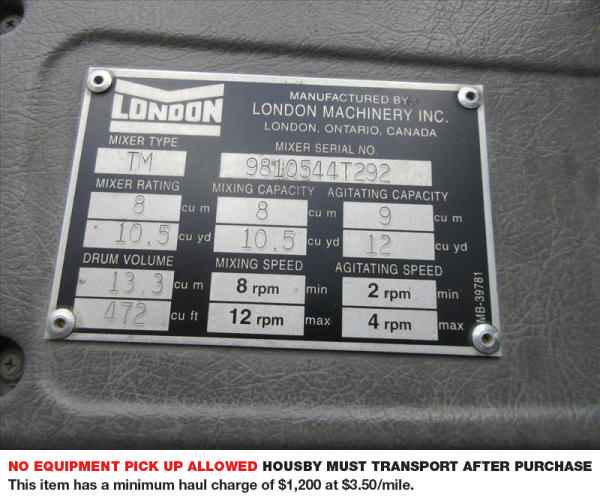 LONDON
MANUFACTURED BY:
LONDON MACHINERY INC.
LONDON, ONTARIO, CANADA
MIXER TYPE
TM
MIXER SERIAL NO.
9810544T292
MIXER RATING
8 cu m
10.5 cu yd
MIXING CAPACITY
8 cu m
10.5 cu yd
AGITATING CAPACITY
9 cu m
12 cu yd
DRUM VOLUME
13.3 cu m
472 cu ft
MIXING SPEED
8 rpm min
12 rpm max
AGITATING SPEED
2 rpm min
4 rpm max
MB-39781
NO EQUIPMENT PICK UP ALLOWED HOUSBY MUST TRANSPORT AFTER PURCHASE
This item has a minimum haul charge of $1,200 at $3.50/mile.